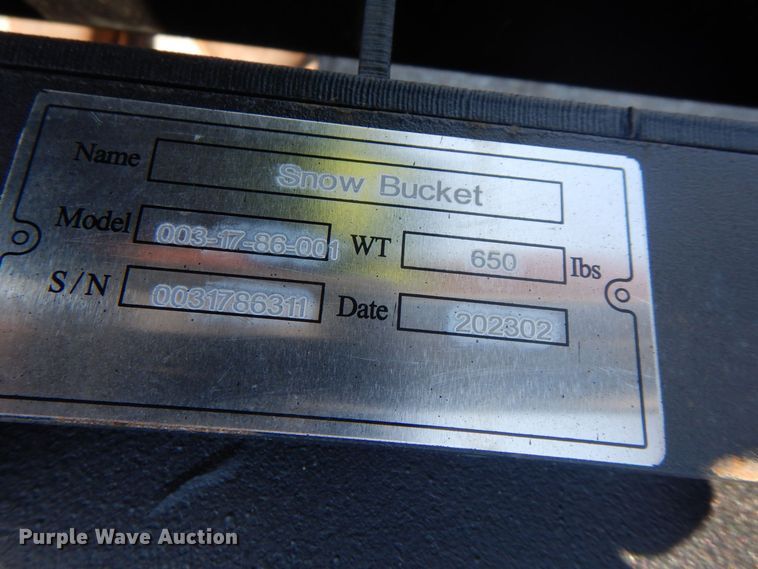 Name Snow Bucket
Model 003-17-86-001 WT 650 lbs
S/N 0031786311 Date 202302
Purple Wave Auction